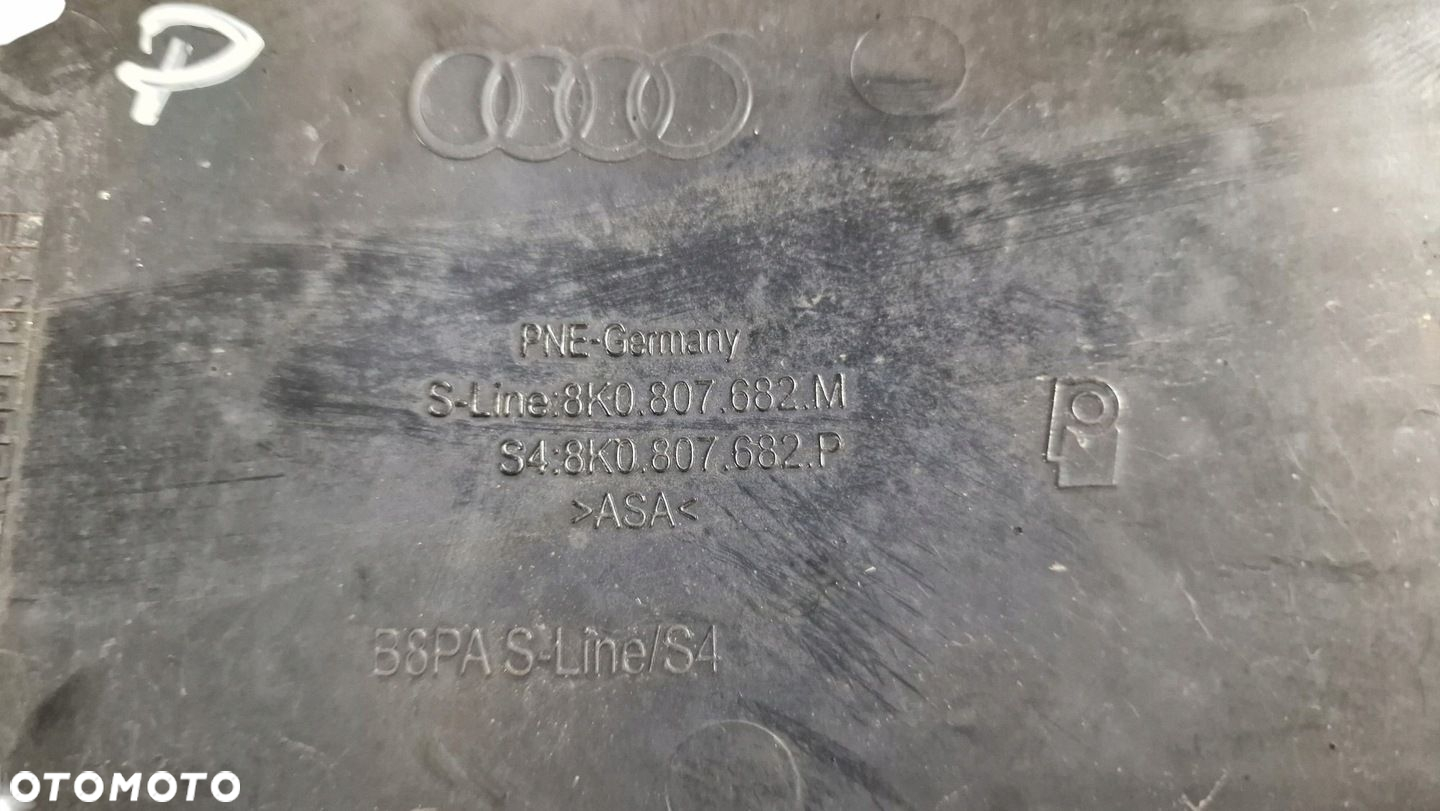 P
PNE-Germany
S-Line:8K0.807.682.M
S4:8K0.807.682.P
>ASA<
B8PA S-Line/S4
OTOMOTO